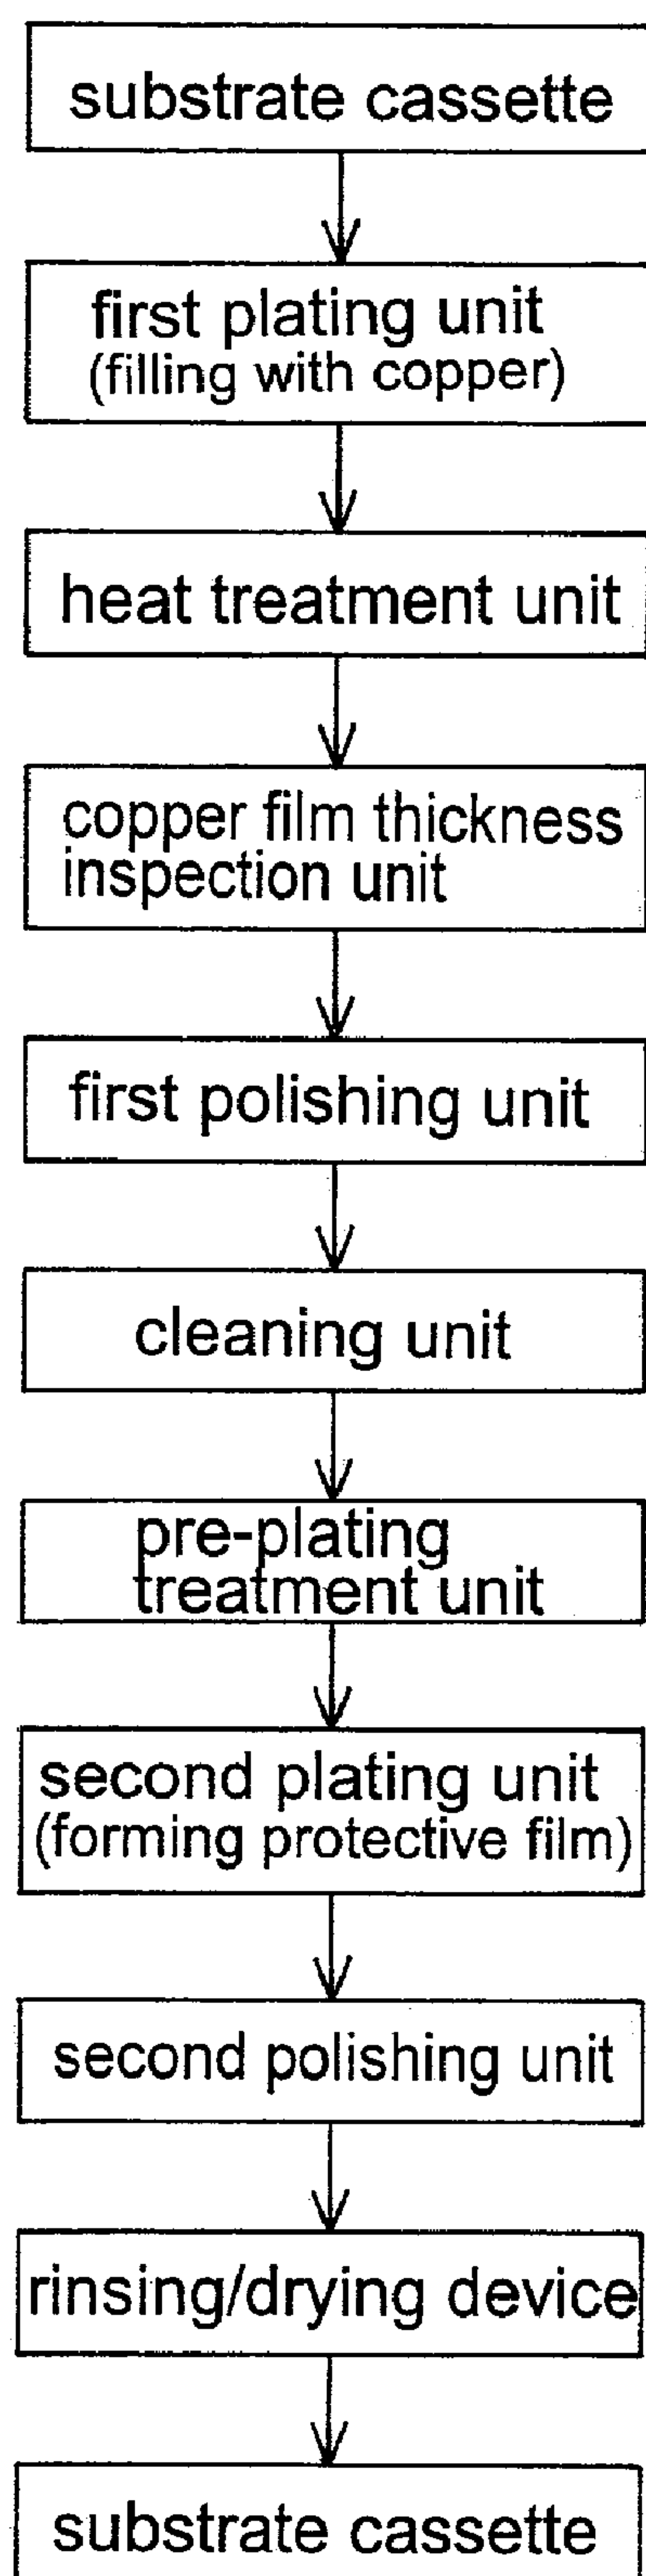 substrate cassette
first plating unit
(filling with copper)
heat treatment unit
copper film thickness
inspection unit
first polishing unit
cleaning unit
pre-plating
treatment unit
second plating unit
(forming protective film)
second polishing unit
rinsing/drying device
substrate cassette